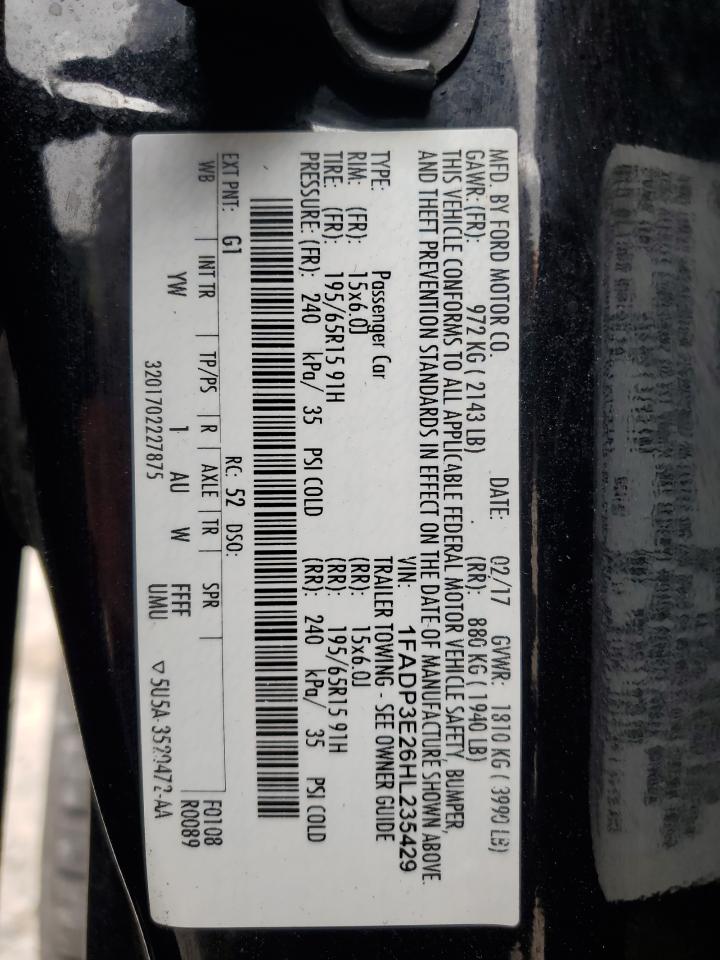 MFD. BY FORD MOTOR CO. DATE: 02/17 GVWR: 1810 KG ( 3990 LB)
GAWR: (FR): 972 KG ( 2143 LB) (RR): 880 KG ( 1940 LB)
THIS VEHICLE CONFORMS TO ALL APPLICABLE FEDERAL MOTOR VEHICLE SAFETY, BUMPER,
AND THEFT PREVENTION STANDARDS IN EFFECT ON THE DATE OF MANUFACTURE SHOWN ABOVE.
VIN: 1FADP3E26HL235429
TYPE: Passenger Car TRAILER TOWING - SEE OWNER GUIDE
RIM: (FR): 15x6.0J (RR): 15x6.0J
TIRE: (FR): 195/65R15 91H (RR): 195/65R15 91H
PRESSURE: (FR): 240 kPa/ 35 PSI COLD (RR): 240 kPa/ 35 PSI COLD
EXT PNT: G1 RC: 52 DSO: F0108
WB INT TR TP/PS R AXLE TR SPR R0089
YW 1 AU W FFFF
3201702227875 UMU ▽5U5A-3520472-AA